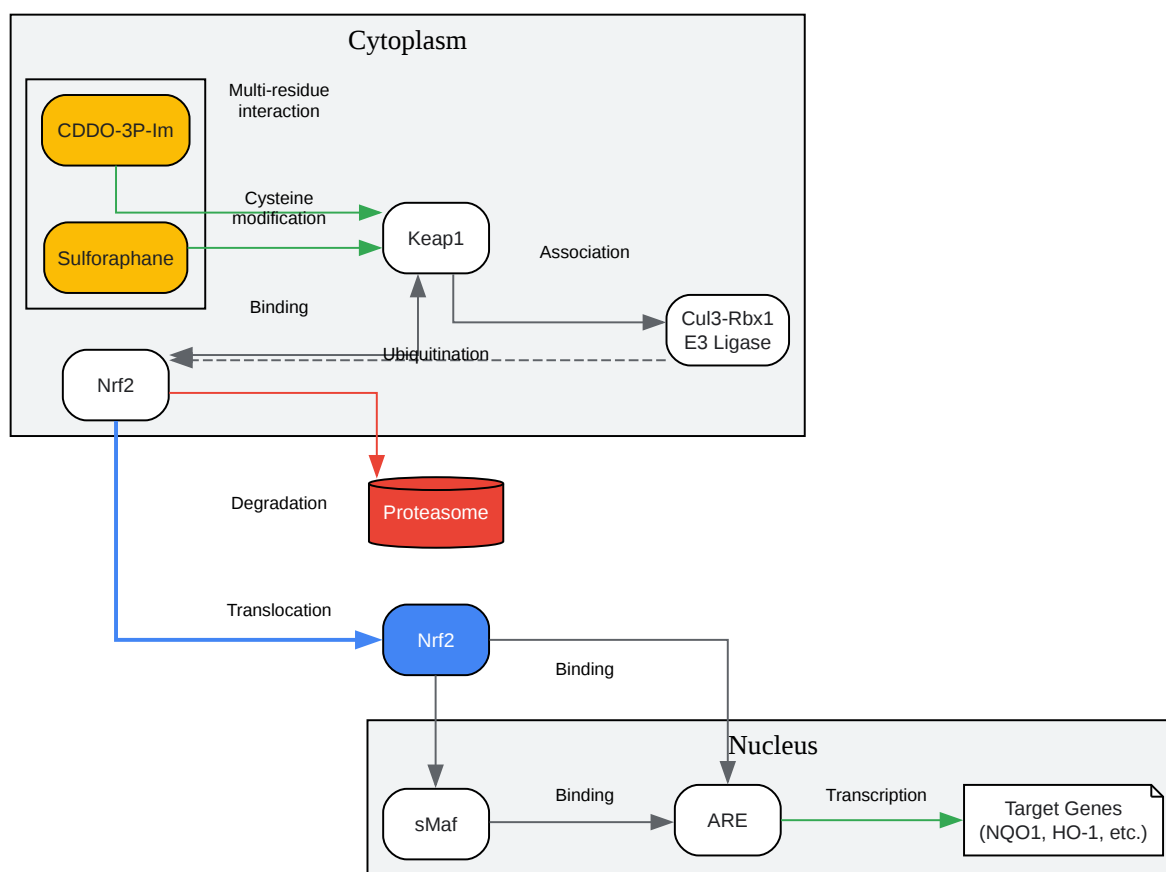 Cytoplasm
Multi-residue
interaction
CDDO-3P-Im
Cysteine
modification
Keap1
Sulforaphane
Association
Binding
Cul3-Rbx1
E3 Ligase
Ubiquitination
Nrf2
Degradation
Proteasome
Translocation
Nrf2
Binding
Nucleus
Binding
Transcription
sMaf
ARE
Target Genes
(NQO1, HO-1, etc.)